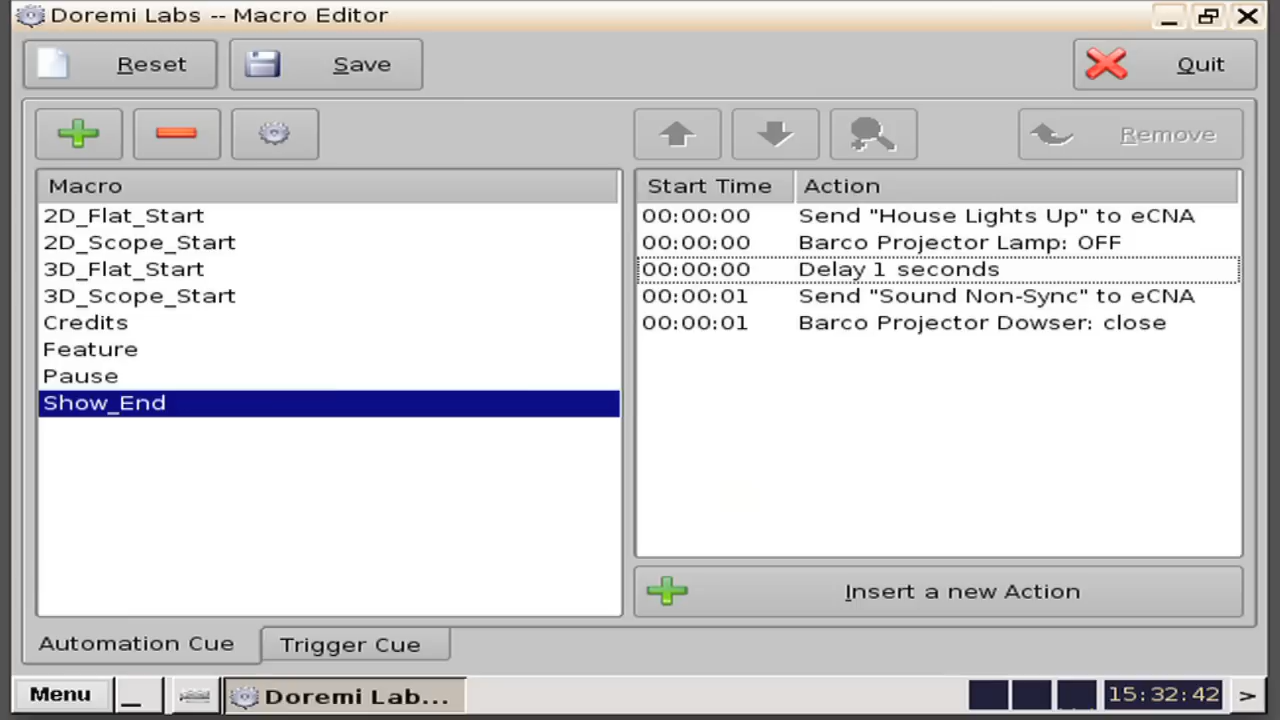 Doremi Labs -- Macro Editor
Reset
Save
Quit
Remove
Macro
2D_Flat_Start
2D_Scope_Start
3D_Flat_Start
3D_Scope_Start
Credits
Feature
Pause
Show_End
Start Time Action
00:00:00 Send "House Lights Up" to eCNA
00:00:00 Barco Projector Lamp: OFF
00:00:00 Delay 1 seconds
00:00:01 Send "Sound Non-Sync" to eCNA
00:00:01 Barco Projector Dowser: close
Insert a new Action
Automation Cue
Trigger Cue
Menu
Doremi Lab...
15:32:42
>